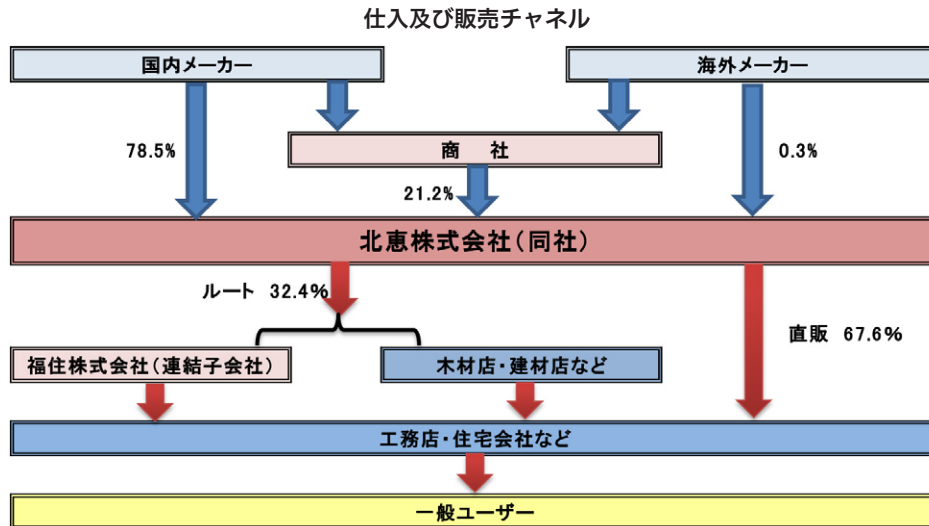 仕入及び販売チャネル
国内メーカー
海外メーカー
78.5%
商 社
0.3%
21.2%
北恵株式会社(同社)
ルート 32.4%
直販 67.6%
福住株式会社(連結子会社)
木材店・建材店など
工務店・住宅会社など
一般ユーザー